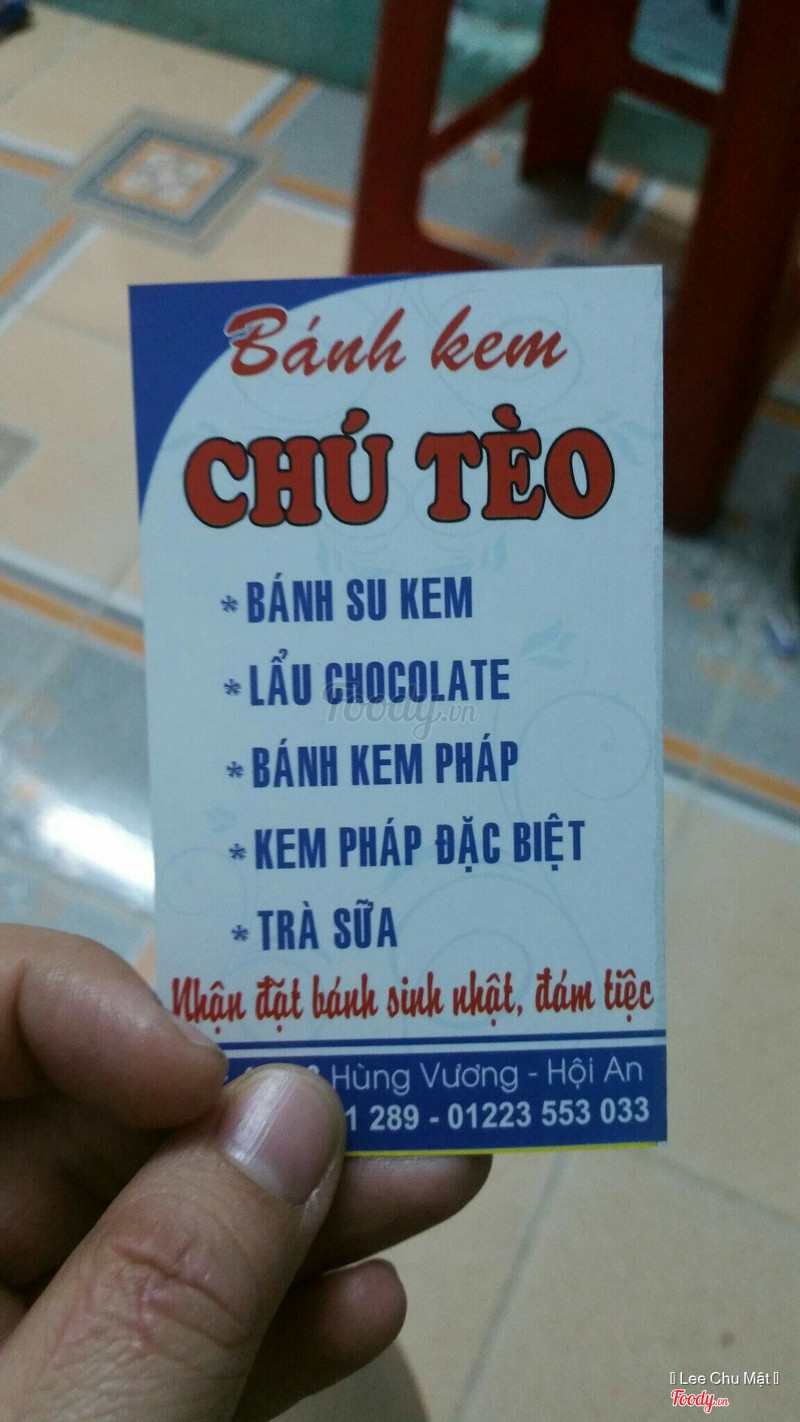 Bánh kem
CHÚ TÈO
* BÁNH SU KEM
* LẨU CHOCOLATE
Foody.vn
* BÁNH KEM PHÁP
* KEM PHÁP ĐẶC BIỆT
* TRÀ SỮA
Nhận đặt bánh sinh nhật, đám tiệc
Hùng Vương - Hội An
289 - 01223 553 033
Lee Chu Mật
Foody.vn